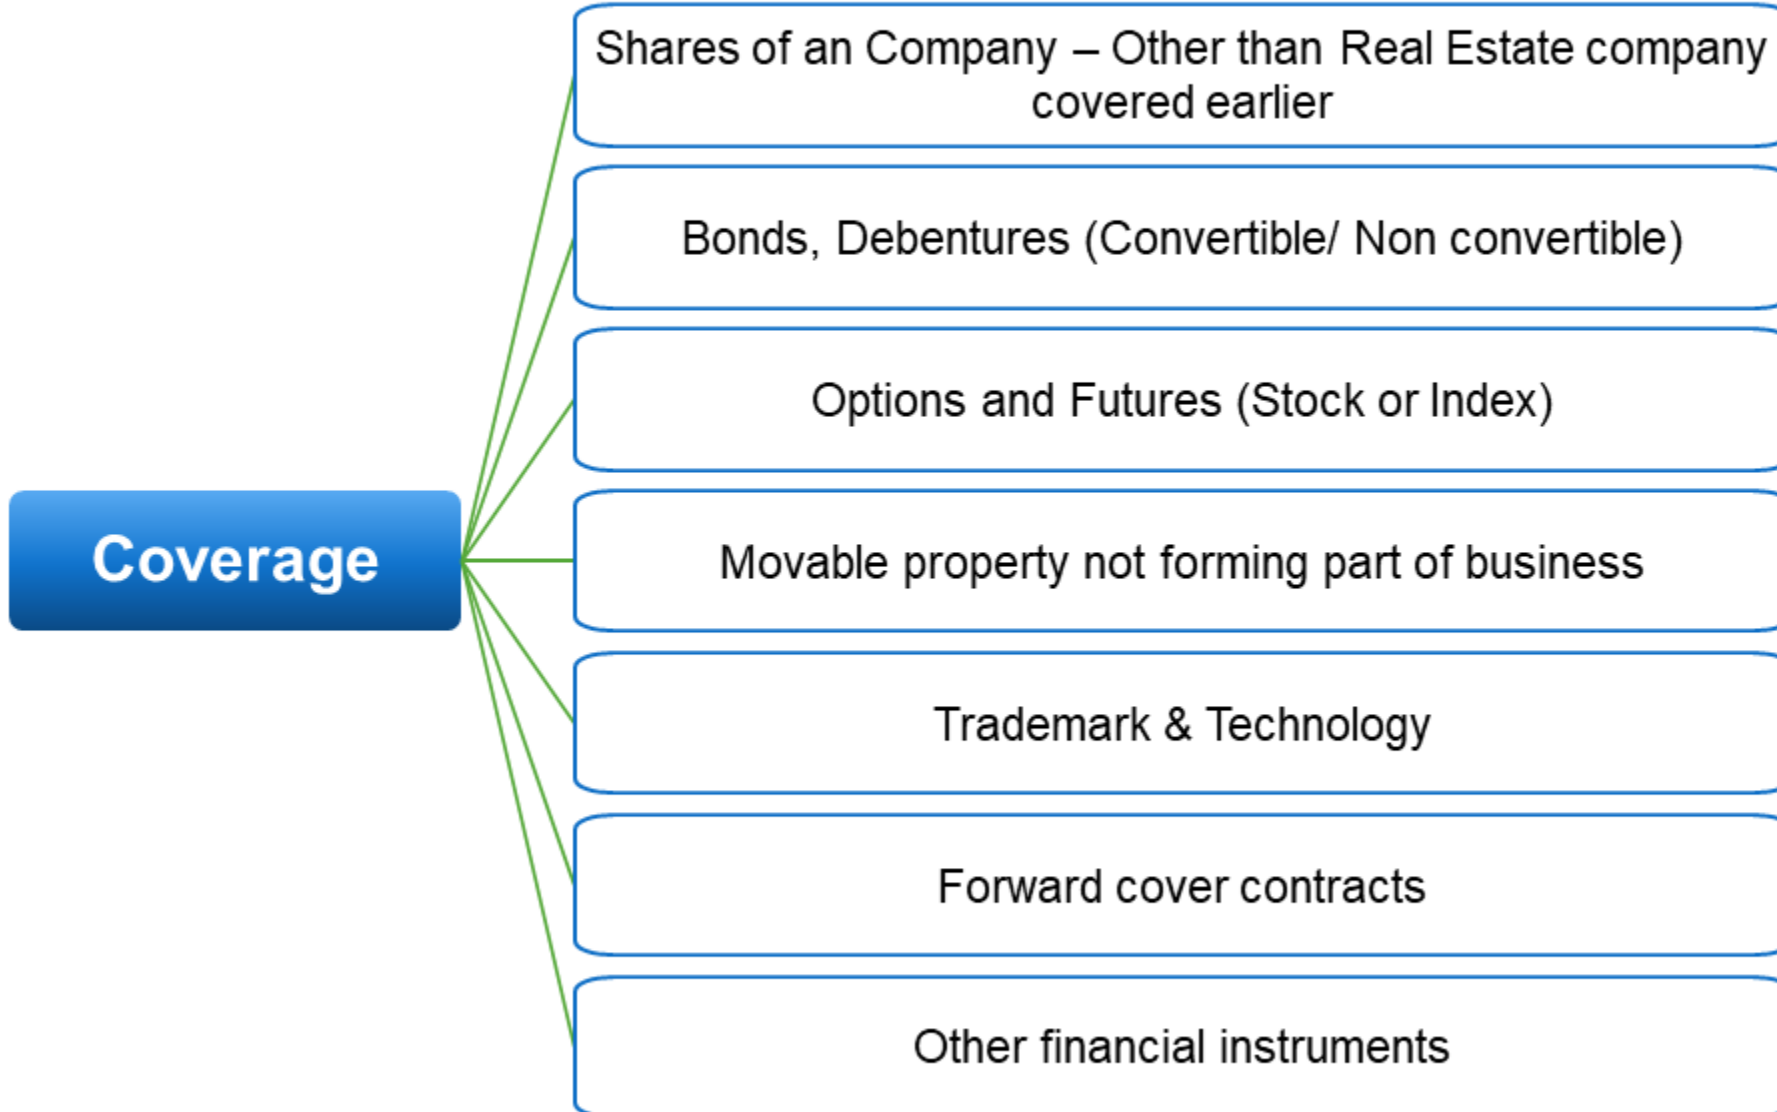 Coverage
Shares of an Company – Other than Real Estate company
covered earlier
Bonds, Debentures (Convertible/ Non convertible)
Options and Futures (Stock or Index)
Movable property not forming part of business
Trademark & Technology
Forward cover contracts
Other financial instruments